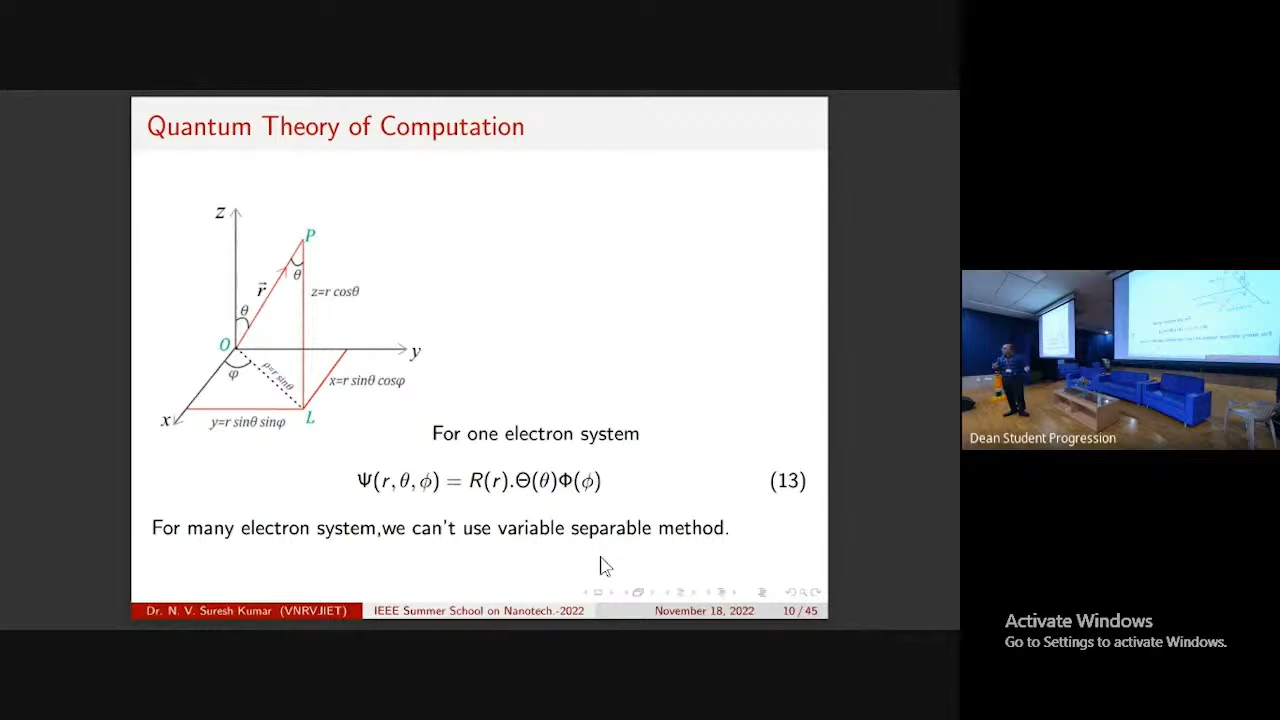 Quantum Theory of Computation
z
P
θ
r⃗
z=r cosθ
θ
O
y
φ
ρ=r sinθ
x=r sinθ cosφ
x
y=r sinθ sinφ
L
For one electron system
Ψ(r, θ, ϕ) = R(r).Θ(θ)Φ(ϕ) (13)
For many electron system,we can't use variable separable method.
Dr. N. V. Suresh Kumar (VNRVJIET) IEEE Summer School on Nanotech.-2022 November 18, 2022 10 / 45
Dean Student Progression
Activate Windows
Go to Settings to activate Windows.